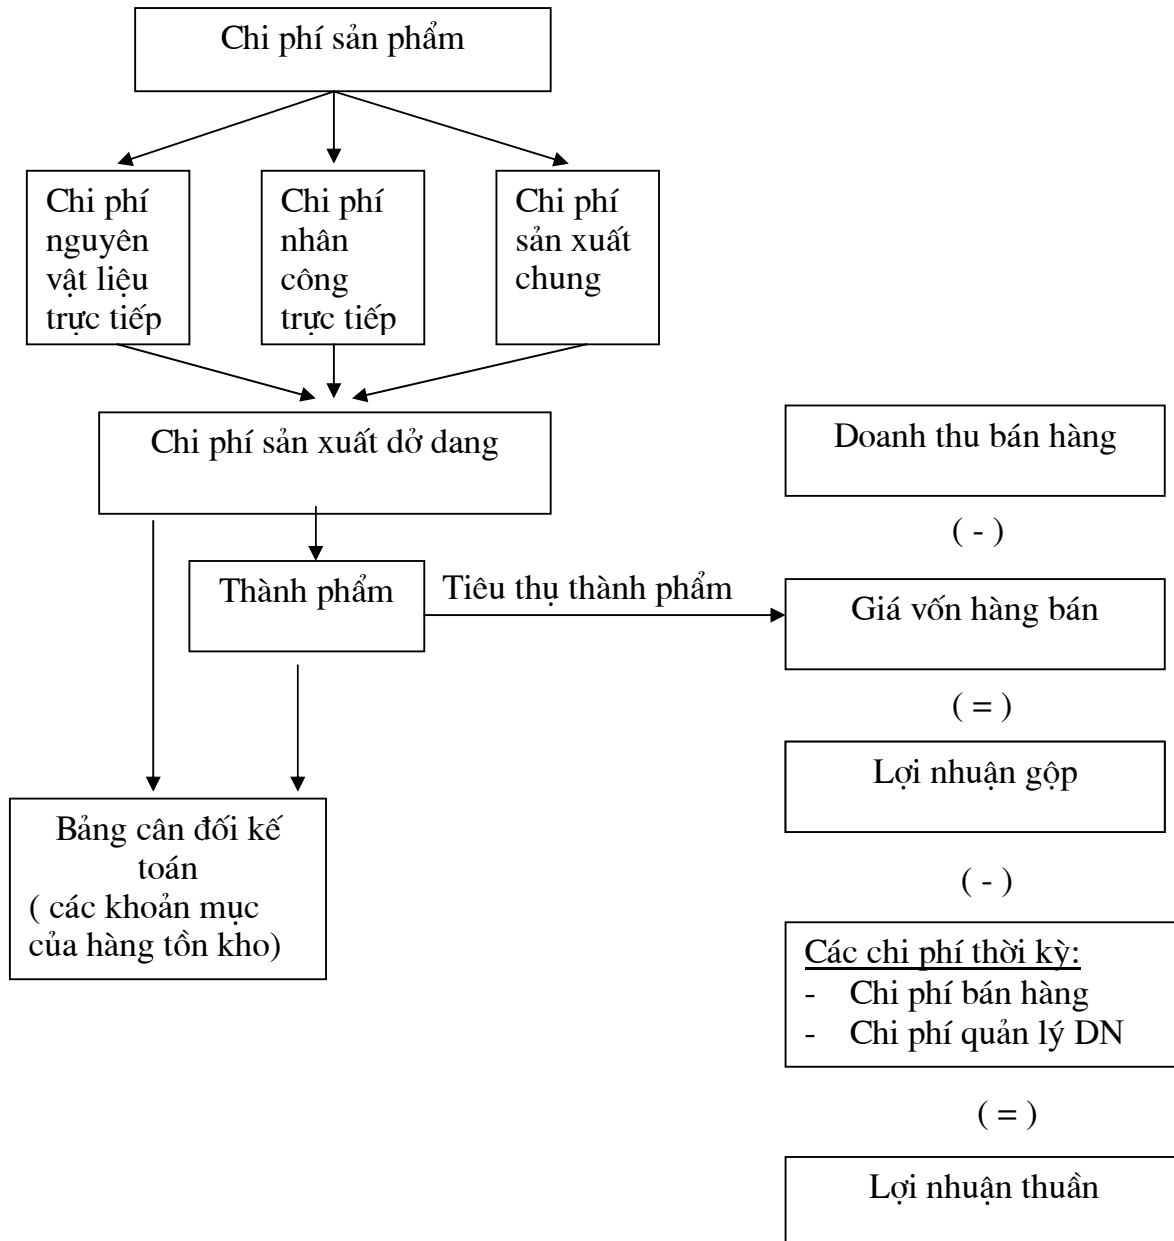 Chi phí sản phẩm
Chi phí
nguyên
vật liệu
trực tiếp
Chi phí
nhân
công
trực tiếp
Chi phí
sản xuất
chung
Chi phí sản xuất dở dang
Doanh thu bán hàng
( - )
Thành phẩm
Tiêu thụ thành phẩm
Giá vốn hàng bán
( = )
Lợi nhuận gộp
Bảng cân đối kế
toán
( các khoản mục
của hàng tồn kho)
( - )
Các chi phí thời kỳ:
- Chi phí bán hàng
- Chi phí quản lý DN
( = )
Lợi nhuận thuần